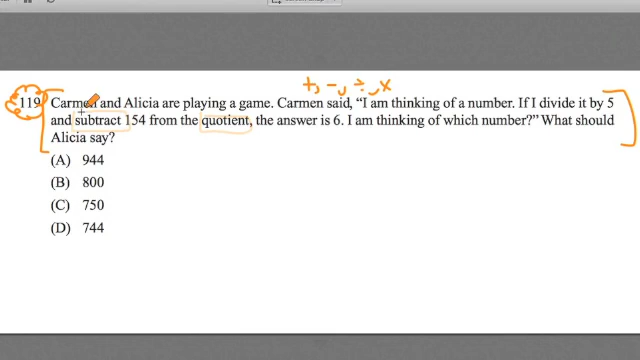 +, -, ÷, x
119 Carmen and Alicia are playing a game. Carmen said, “I am thinking of a number. If I divide it by 5
and subtract 154 from the quotient, the answer is 6. I am thinking of which number?” What should
Alicia say?
(A) 944
(B) 800
(C) 750
(D) 744